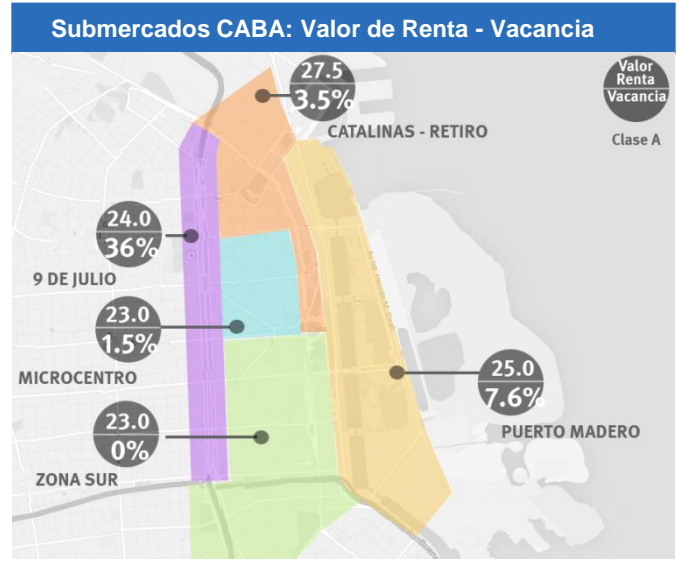 Submercados CABA: Valor de Renta - Vacancia
27.5
3.5%
CATALINAS - RETIRO
Valor
Renta
Vacancia
Clase A
24.0
36%
9 DE JULIO
23.0
1.5%
MICROCENTRO
25.0
7.6%
PUERTO MADERO
23.0
0%
ZONA SUR